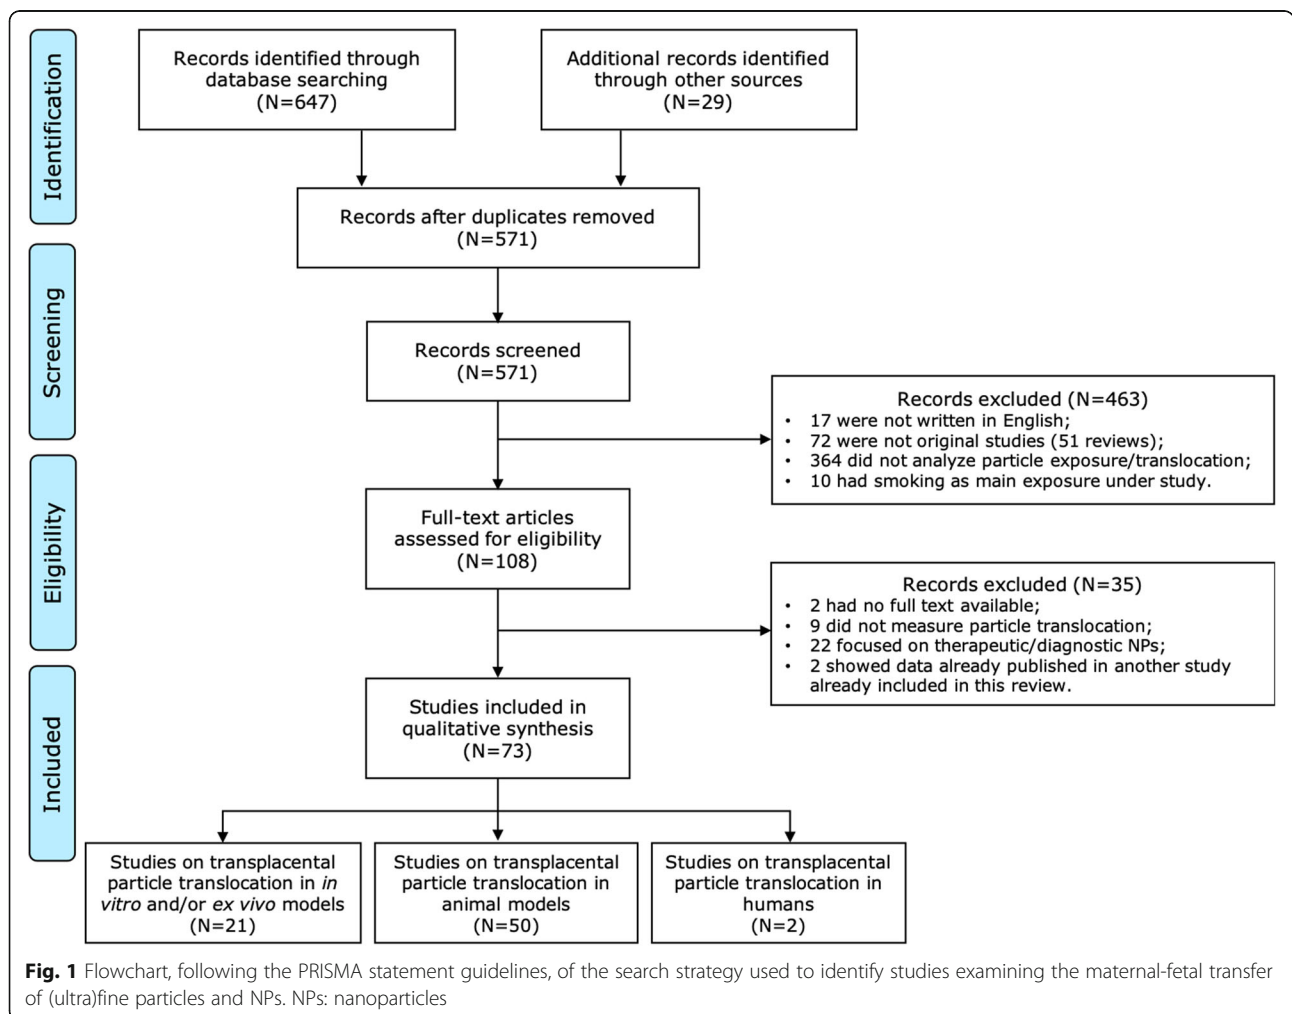 Identification
Records identified through
database searching
(N=647)
Additional records identified
through other sources
(N=29)
Records after duplicates removed
(N=571)
Screening
Records screened
(N=571)
Records excluded (N=463)
• 17 were not written in English;
• 72 were not original studies (51 reviews);
• 364 did not analyze particle exposure/translocation;
• 10 had smoking as main exposure under study.
Eligibility
Full-text articles
assessed for eligibility
(N=108)
Records excluded (N=35)
• 2 had no full text available;
• 9 did not measure particle translocation;
• 22 focused on therapeutic/diagnostic NPs;
• 2 showed data already published in another study
already included in this review.
Included
Studies included in
qualitative synthesis
(N=73)
Studies on transplacental
particle translocation in in
vitro and/or ex vivo models
(N=21)
Studies on transplacental
particle translocation in
animal models
(N=50)
Studies on transplacental
particle translocation in
humans
(N=2)
Fig. 1 Flowchart, following the PRISMA statement guidelines, of the search strategy used to identify studies examining the maternal-fetal transfer
of (ultra)fine particles and NPs. NPs: nanoparticles